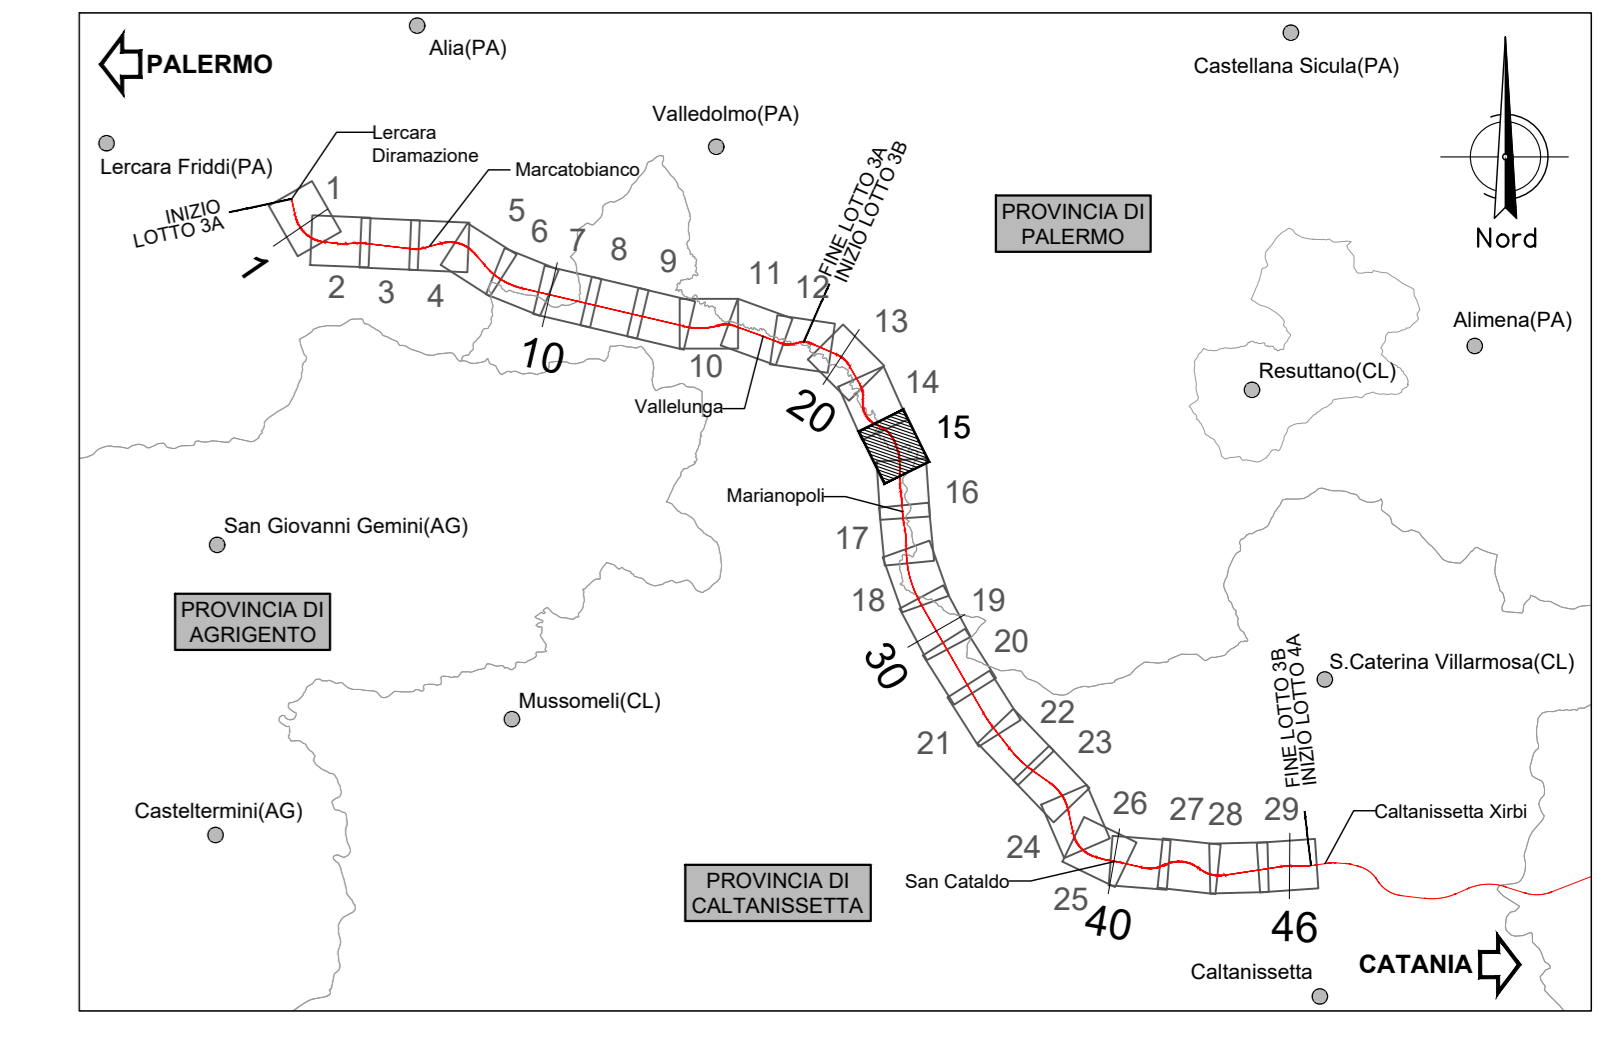 Alia(PA)
PALERMO
Castellana Sicula(PA)
Valledolmo(PA)
Lercara
Diramazione
Lercara Friddi(PA)
Marcatobianco
INIZIO
LOTTO 3A
FINE LOTTO 3A
INIZIO LOTTO 3B
PROVINCIA DI
PALERMO
Nord
1
1
2
3
4
5
6
7
8
9
10
10
11
12
13
14
15
20
Vallelunga
Alimena(PA)
Resuttano(CL)
Marianopoli
16
17
18
19
20
30
San Giovanni Gemini(AG)
PROVINCIA DI
AGRIGENTO
Mussomeli(CL)
21
22
23
S.Caterina Villarmosa(CL)
FINE LOTTO 3B
INIZIO LOTTO 4A
Casteltermini(AG)
24
25
26
27
28
29
Caltanissetta Xirbi
San Cataldo
PROVINCIA DI
CALTANISSETTA
40
46
Caltanissetta
CATANIA